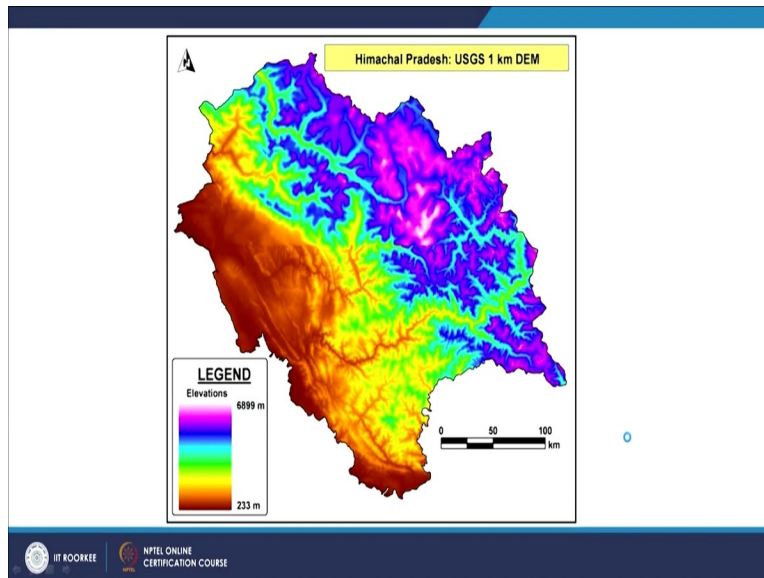 Himachal Pradesh: USGS 1 km DEM
LEGEND
Elevations
6899 m
233 m
0 50 100
km
IIT ROORKEE
NPTEL ONLINE
CERTIFICATION COURSE